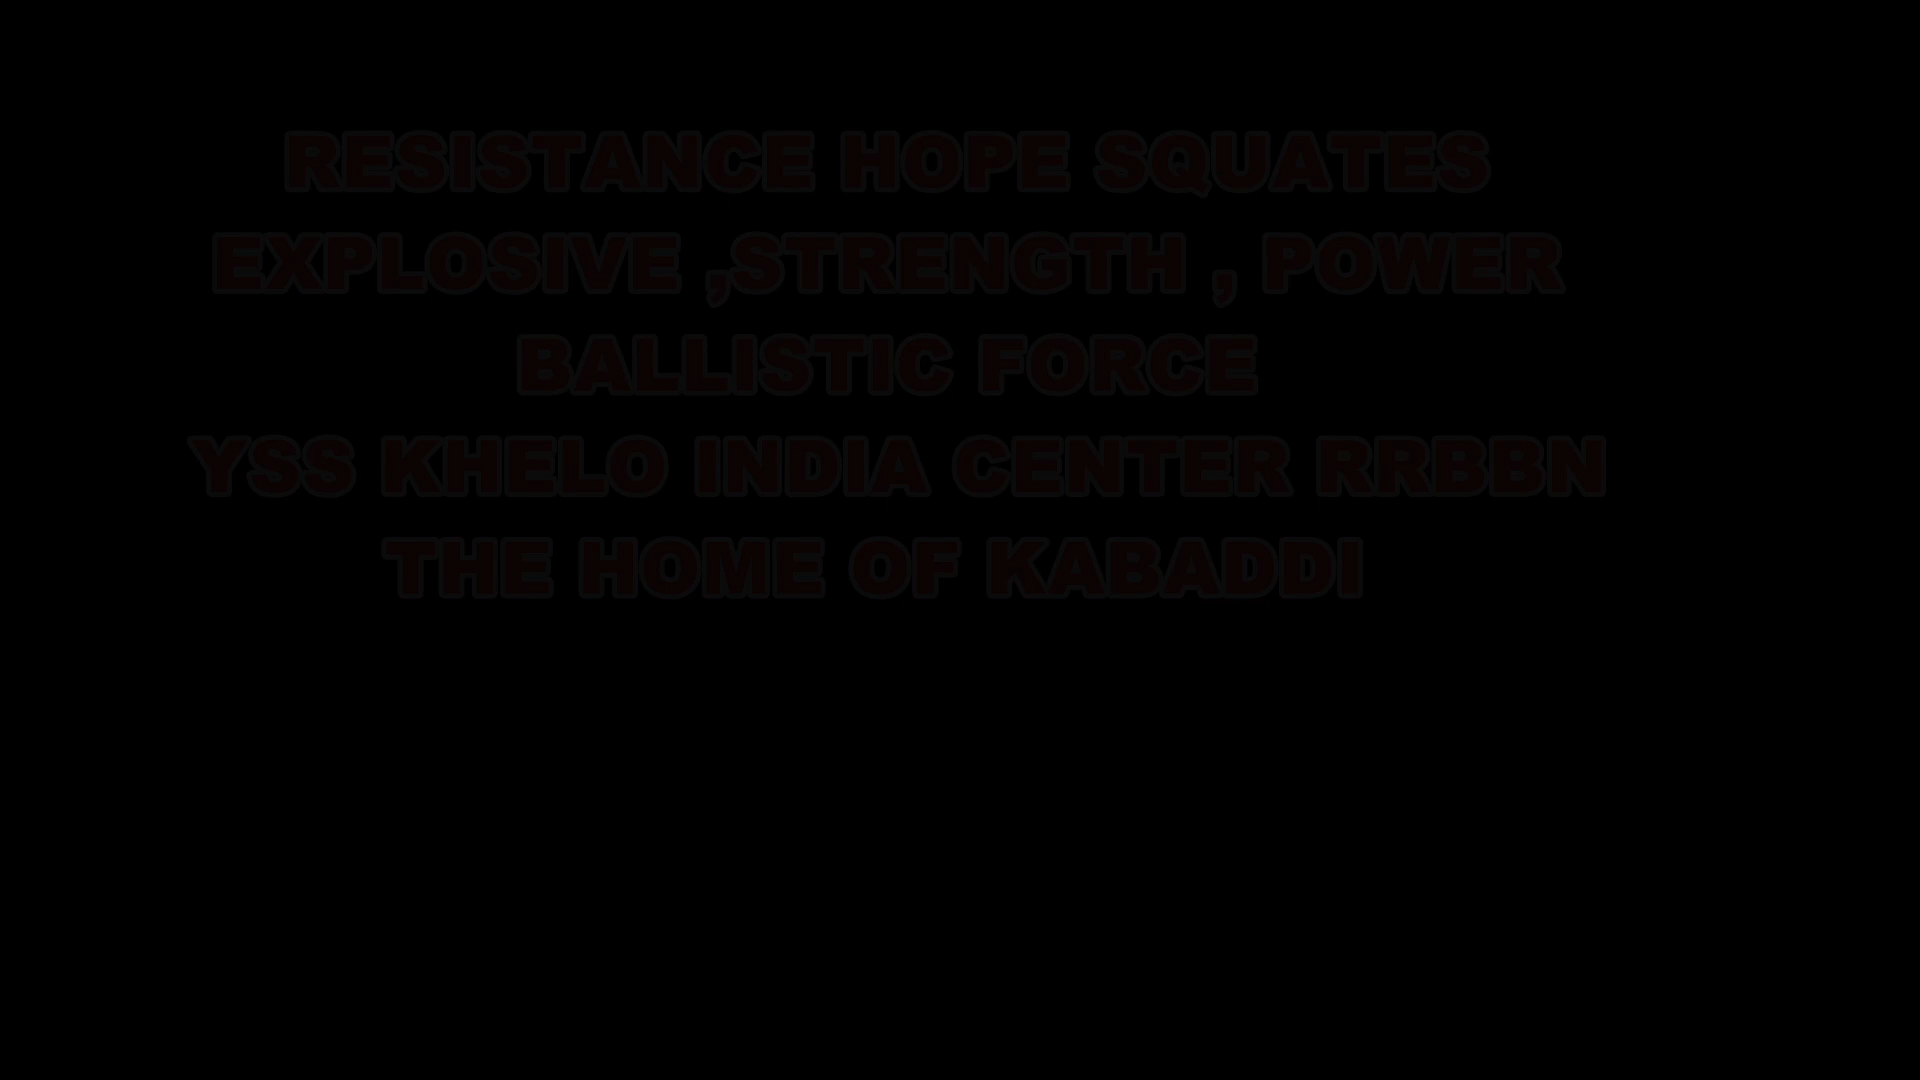 RESISTANCE HOPE SQUATES
EXPLOSIVE ,STRENGTH , POWER
BALLISTIC FORCE
YSS KHELO INDIA CENTER RRBBN
THE HOME OF KABADDI